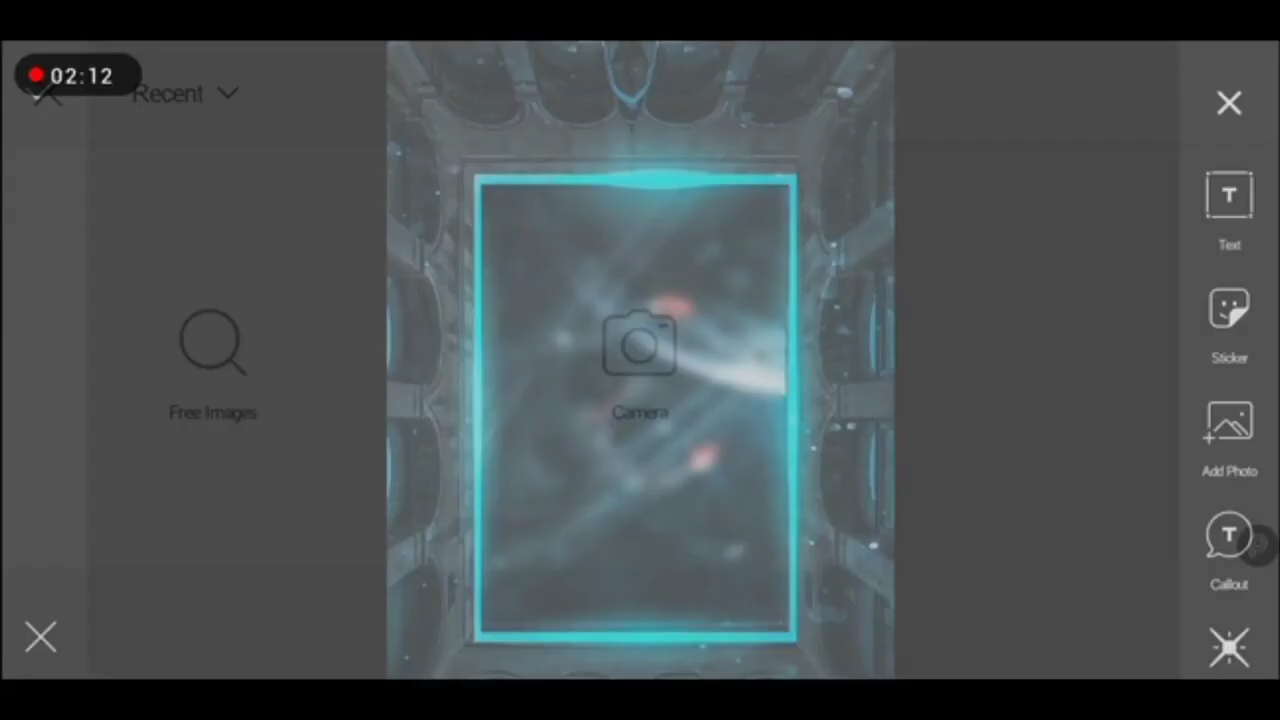 02:12
Recent
T
Text
Sticker
Free Images
Camera
Add Photo
T
Callout